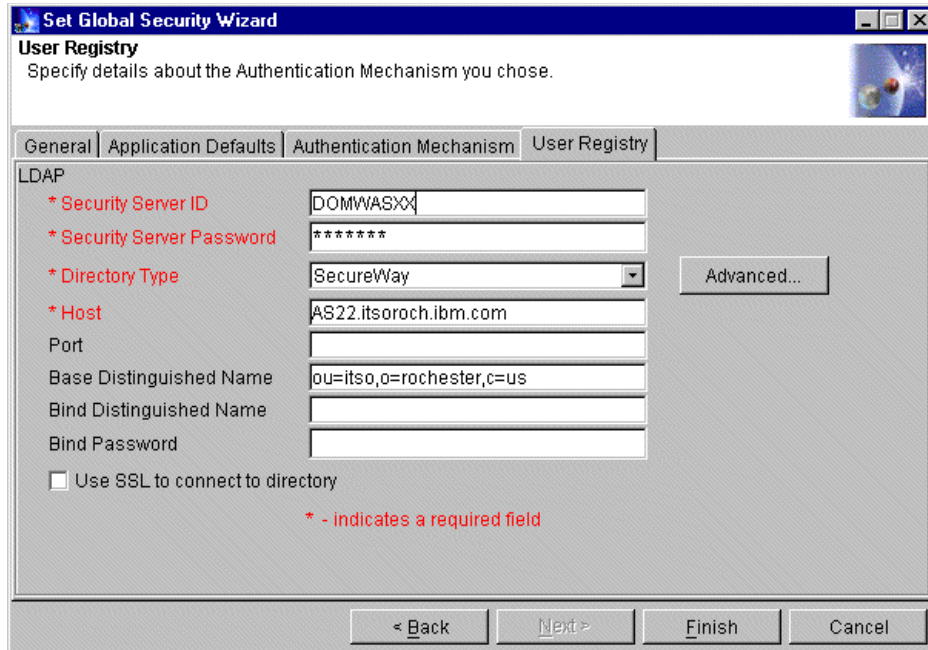 Set Global Security Wizard
User Registry
Specify details about the Authentication Mechanism you chose.
General Application Defaults Authentication Mechanism User Registry
LDAP
* Security Server ID DOMWASXX
* Security Server Password *******
* Directory Type SecureWay Advanced...
* Host AS22.itsoroch.ibm.com
Port
Base Distinguished Name ou=itso,o=rochester,c=us
Bind Distinguished Name
Bind Password
Use SSL to connect to directory
* - indicates a required field
< Back Next > Finish Cancel